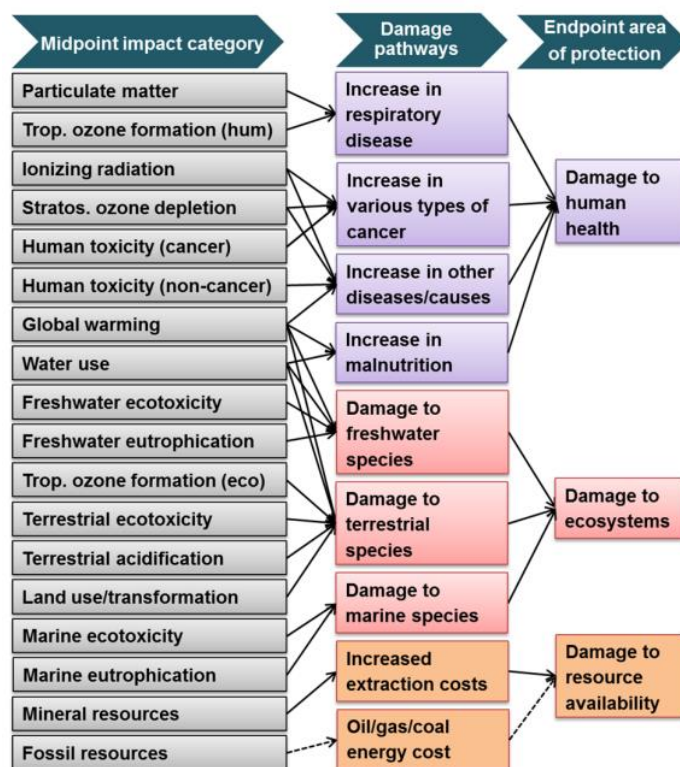 Midpoint impact category
Damage
pathways
Endpoint area
of protection
Particulate matter
Trop. ozone formation (hum)
Ionizing radiation
Stratos. ozone depletion
Human toxicity (cancer)
Human toxicity (non-cancer)
Global warming
Water use
Freshwater ecotoxicity
Freshwater eutrophication
Trop. ozone formation (eco)
Terrestrial ecotoxicity
Terrestrial acidification
Land use/transformation
Marine ecotoxicity
Marine eutrophication
Mineral resources
Fossil resources
Increase in
respiratory
disease
Increase in
various types of
cancer
Increase in other
diseases/causes
Increase in
malnutrition
Damage to
freshwater
species
Damage to
terrestrial
species
Damage to
marine species
Increased
extraction costs
Oil/gas/coal
energy cost
Damage to
human
health
Damage to
ecosystems
Damage to
resource
availability